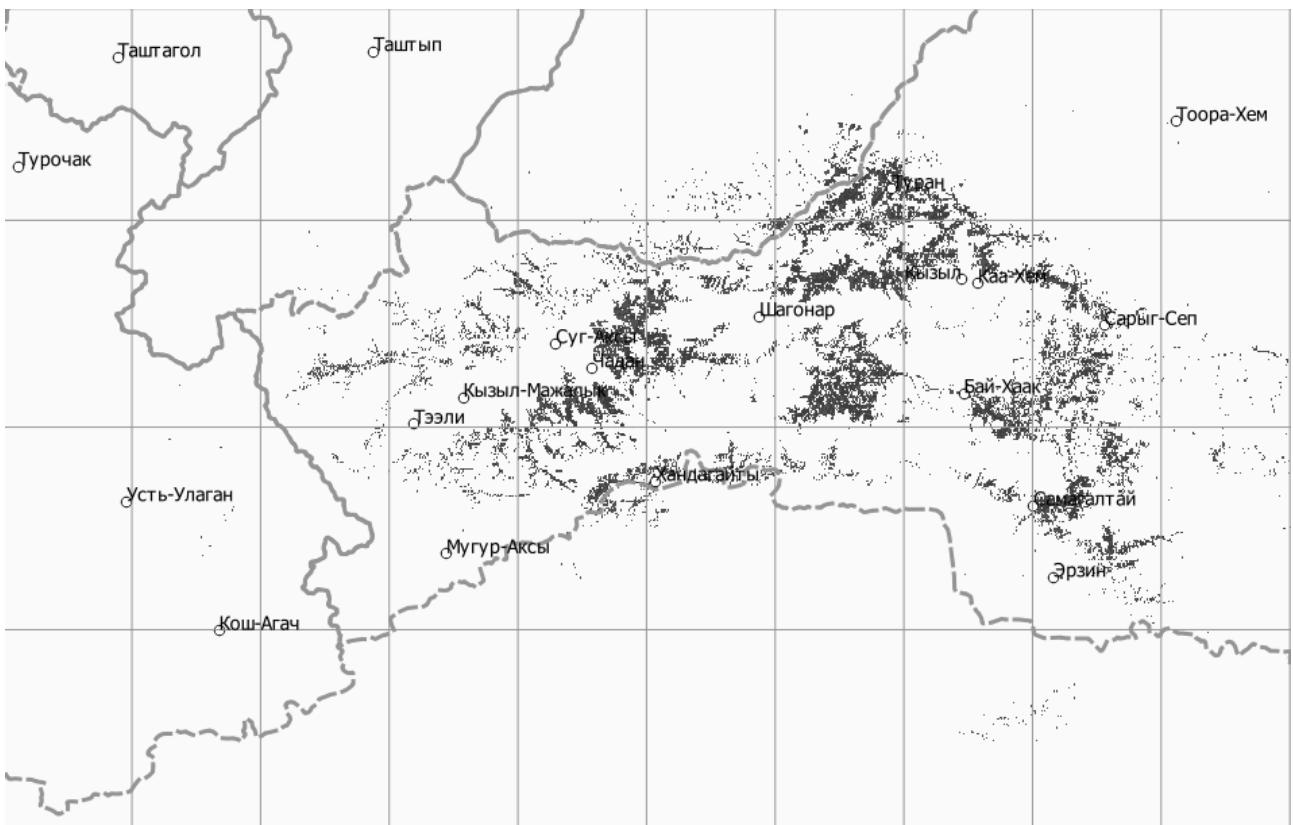 Таштагол
Таштып
Тоора-Хем
Турочак
Туран
Кызыл
Каа-Хем
Шагонар
Сарыг-Сеп
Суг-Аксы
Чадан
Кызыл-Мажалык
Бай-Хаак
Тээли
Хандагайты
Усть-Улаган
Самагалтай
Мугур-Аксы
Эрзин
Кош-Агач